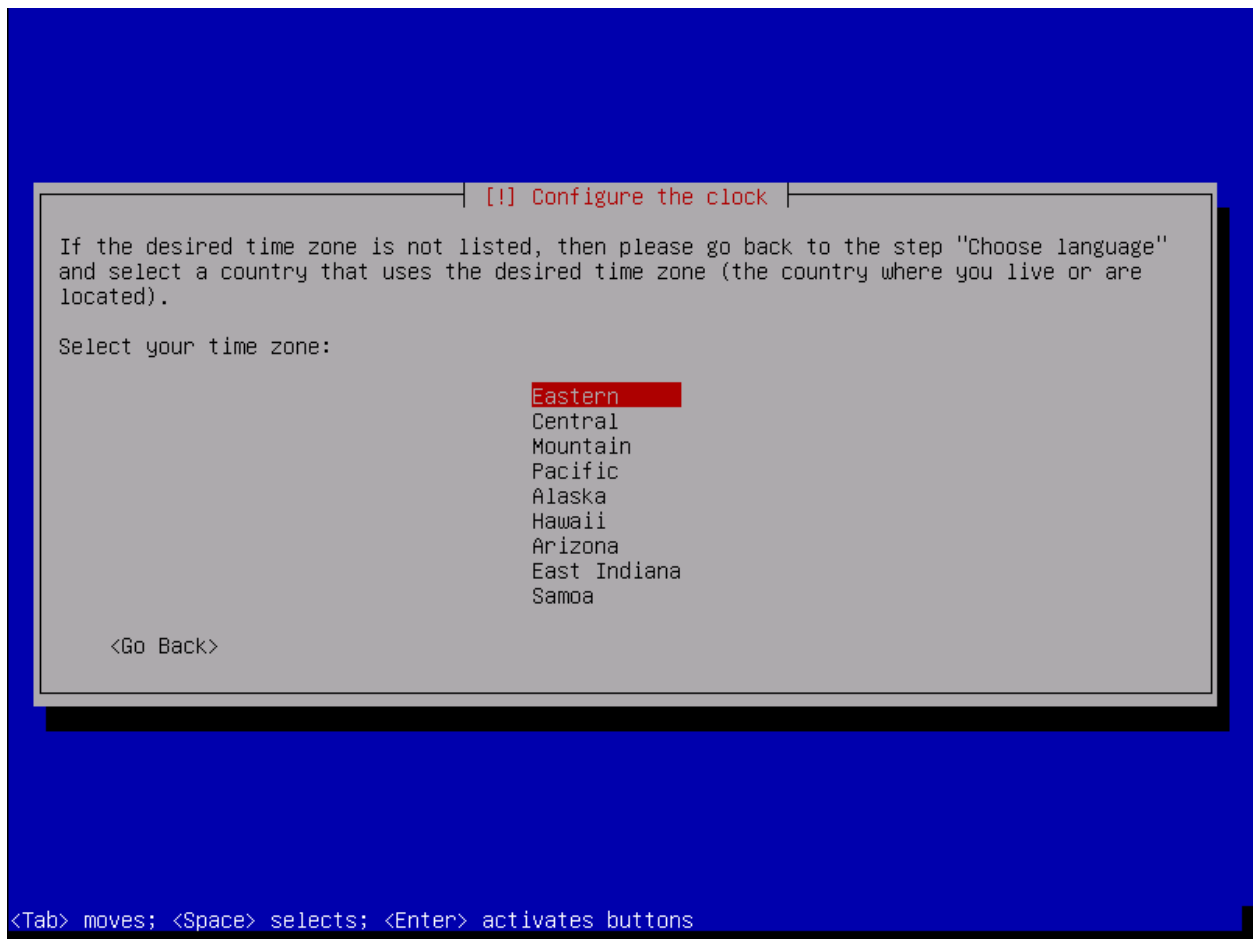 [!] Configure the clock
If the desired time zone is not listed, then please go back to the step "Choose language"
and select a country that uses the desired time zone (the country where you live or are
located).
Select your time zone:
Eastern
Central
Mountain
Pacific
Alaska
Hawaii
Arizona
East Indiana
Samoa
<Go Back>
<Tab> moves; <Space> selects; <Enter> activates buttons